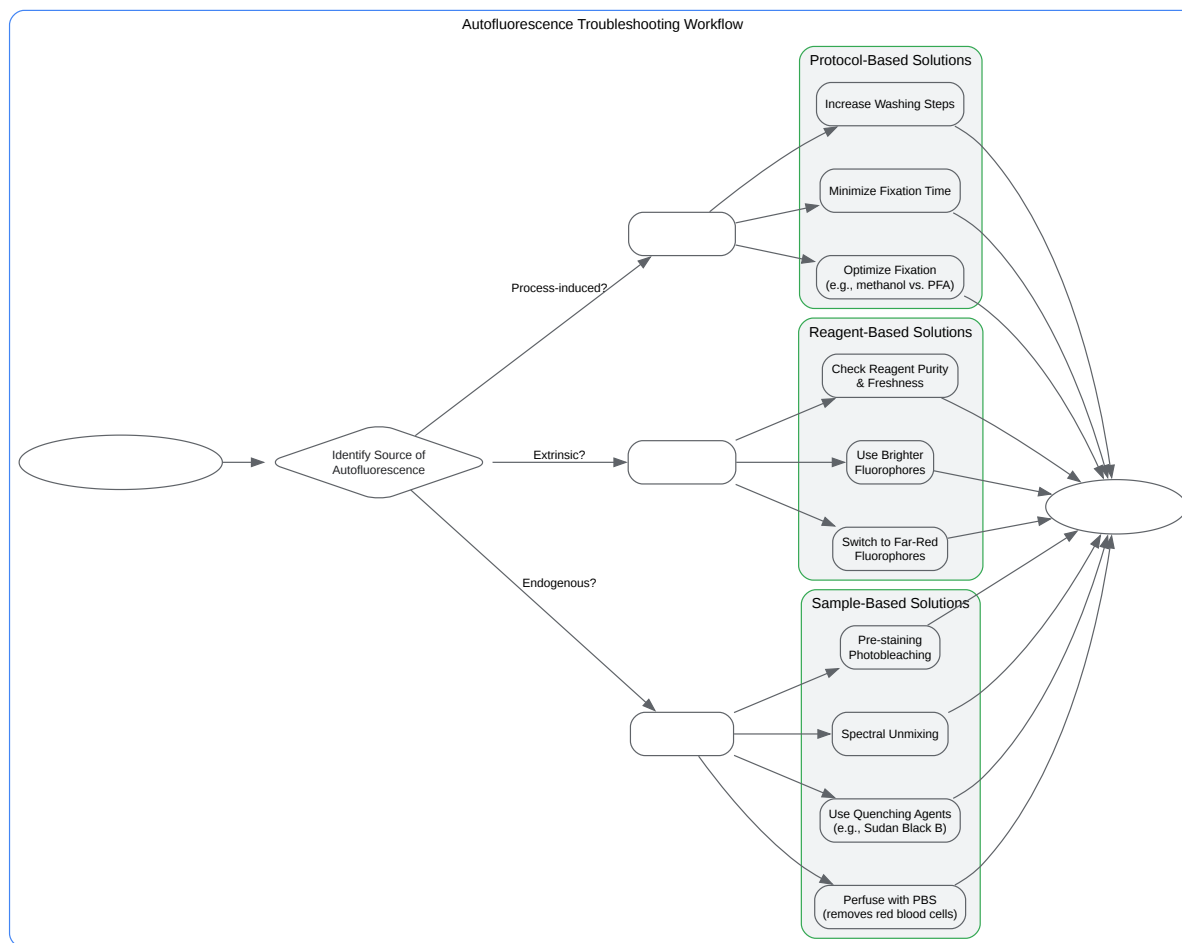 Autofluorescence Troubleshooting Workflow
Protocol-Based Solutions
Increase Washing Steps
Minimize Fixation Time
Optimize Fixation
(e.g., methanol vs. PFA)
Process-induced?
Reagent-Based Solutions
Check Reagent Purity
& Freshness
Identify Source of
Autofluorescence
Extrinsic?
Use Brighter
Fluorophores
Switch to Far-Red
Fluorophores
Endogenous?
Sample-Based Solutions
Pre-staining
Photobleaching
Spectral Unmixing
Use Quenching Agents
(e.g., Sudan Black B)
Perfuse with PBS
(removes red blood cells)